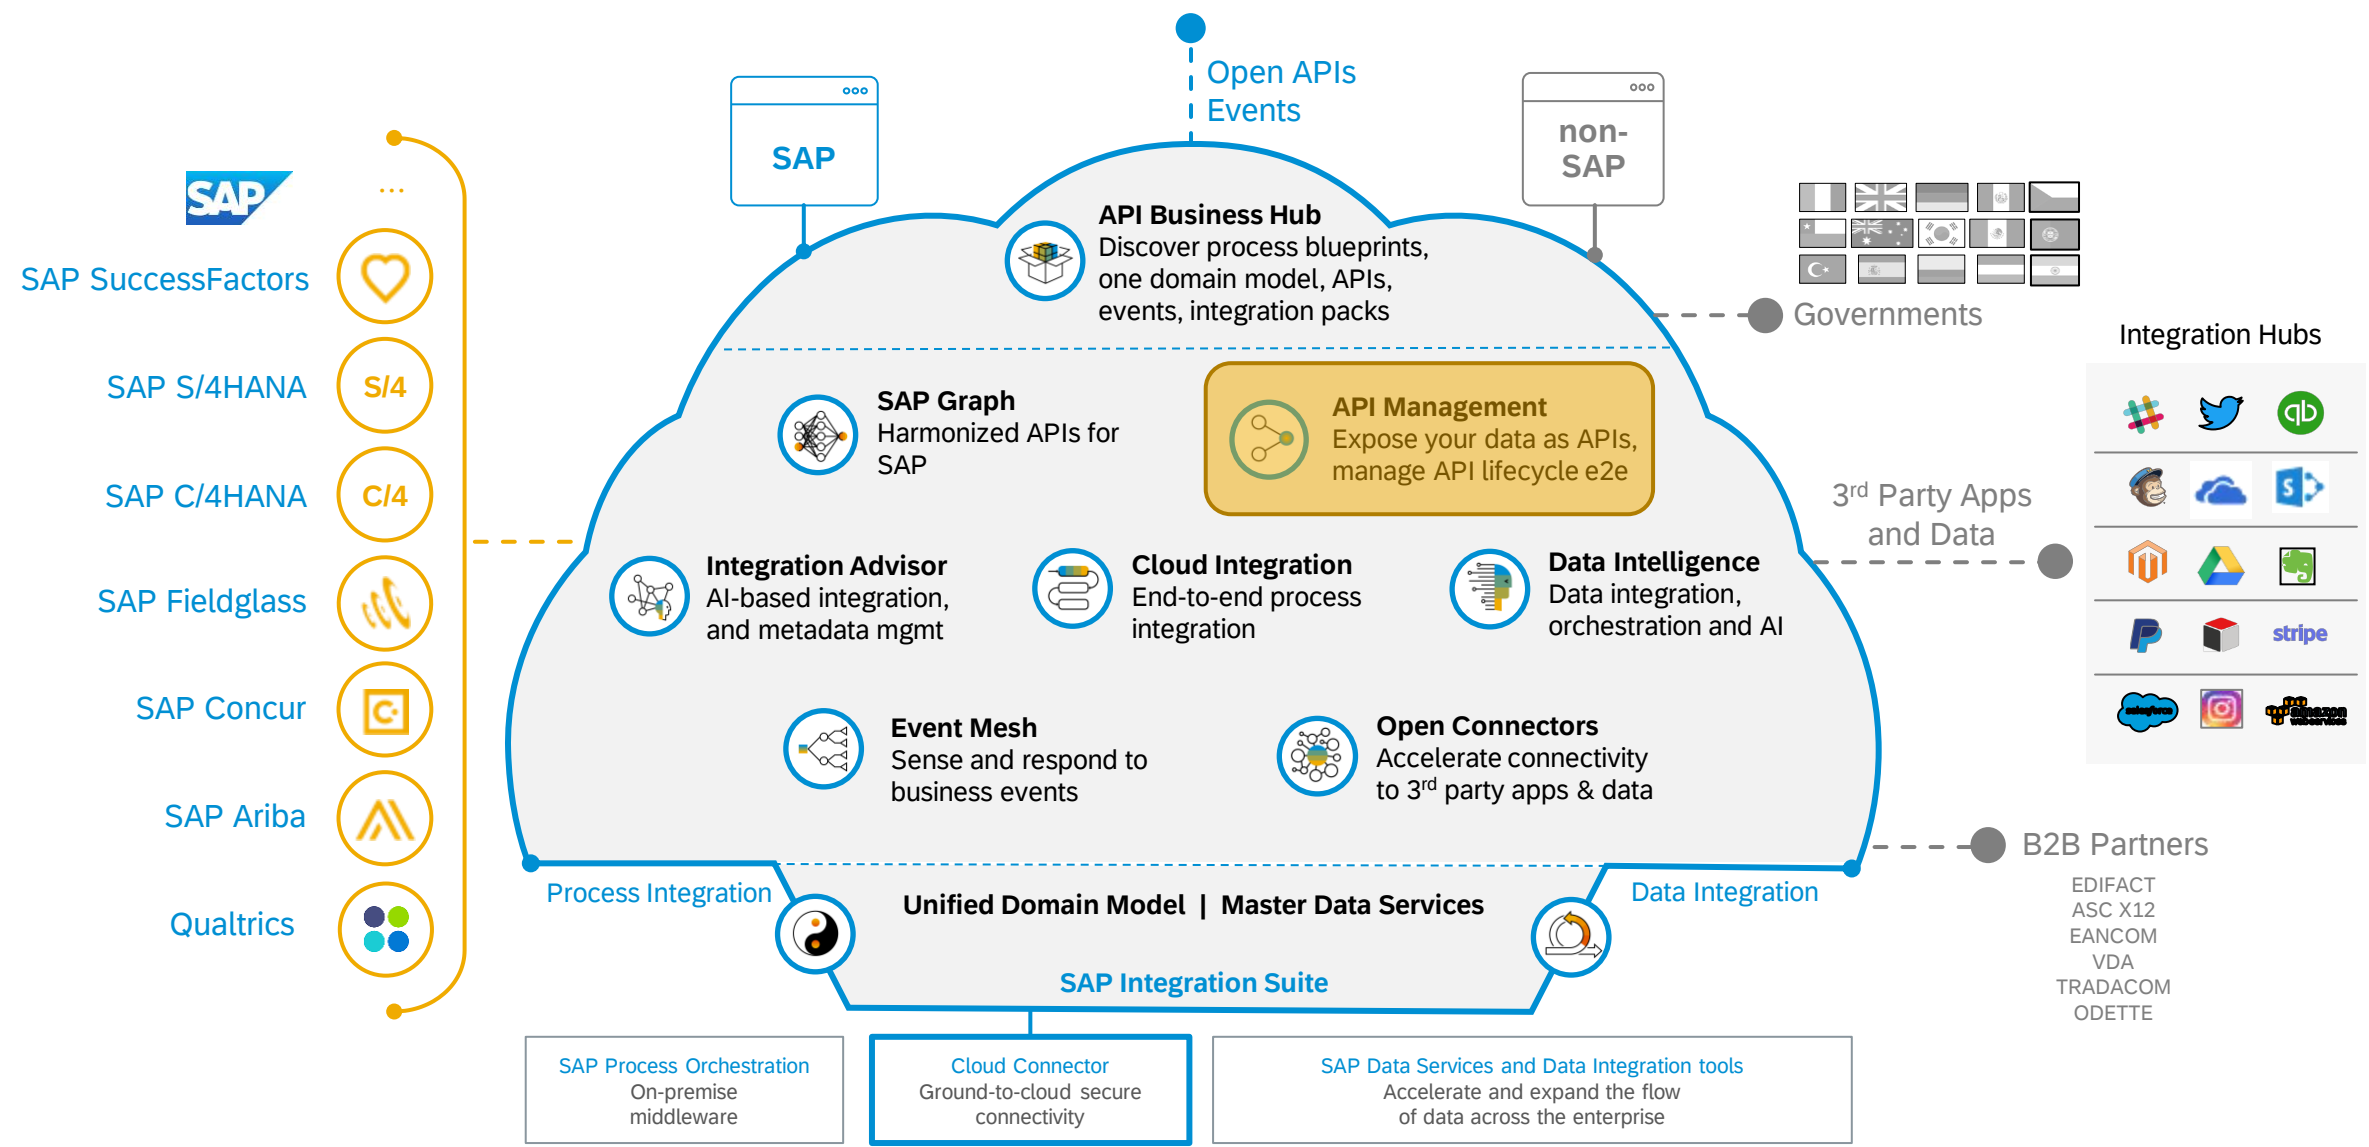 Open APIs
Events
SAP
non-
SAP
SAP
...
SAP SuccessFactors
SAP S/4HANA
S/4
SAP C/4HANA
C/4
SAP Fieldglass
SAP Concur
C
SAP Ariba
Qualtrics
API Business Hub
Discover process blueprints,
one domain model, APIs,
events, integration packs
SAP Graph
Harmonized APIs for
SAP
API Management
Expose your data as APIs,
manage API lifecycle e2e
Integration Advisor
AI-based integration,
and metadata mgmt
Cloud Integration
End-to-end process
integration
Data Intelligence
Data integration,
orchestration and AI
Event Mesh
Sense and respond to
business events
Open Connectors
Accelerate connectivity
to 3rd party apps & data
Process Integration
Data Integration
Unified Domain Model | Master Data Services
SAP Integration Suite
SAP Process Orchestration
On-premise
middleware
Cloud Connector
Ground-to-cloud secure
connectivity
SAP Data Services and Data Integration tools
Accelerate and expand the flow
of data across the enterprise
Governments
3rd Party Apps
and Data
Integration Hubs
qb
S
stripe
salesforce
amazon
webservices
B2B Partners
EDIFACT
ASC X12
EANCOM
VDA
TRADACOM
ODETTE